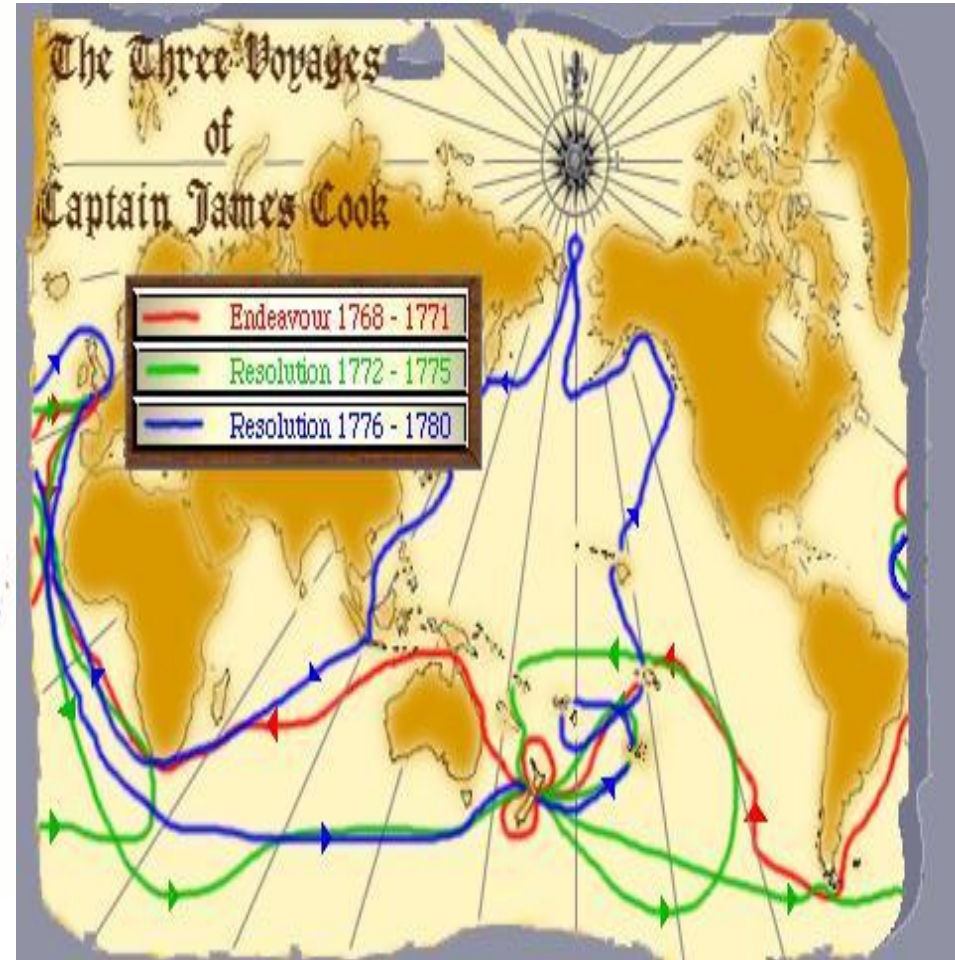 The Three Voyages
of
Captain James Cook
Endeavour 1768 - 1771
Resolution 1772 - 1775
Resolution 1776 - 1780